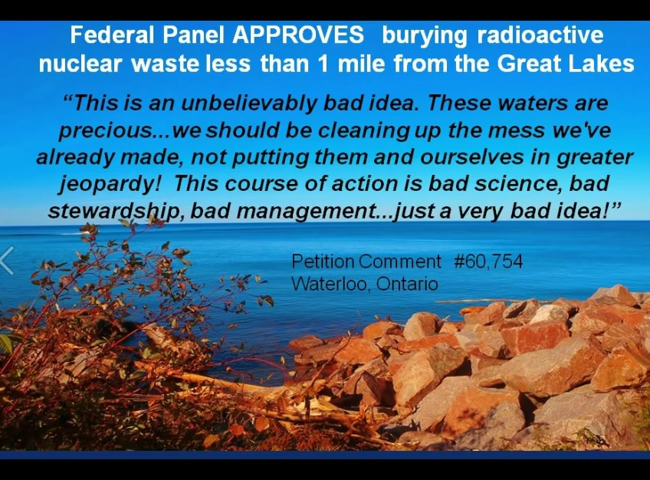 Federal Panel APPROVES burying radioactive
nuclear waste less than 1 mile from the Great Lakes
“This is an unbelievably bad idea. These waters are
precious...we should be cleaning up the mess we've
already made, not putting them and ourselves in greater
jeopardy! This course of action is bad science, bad
stewardship, bad management...just a very bad idea!”
Petition Comment #60,754
Waterloo, Ontario